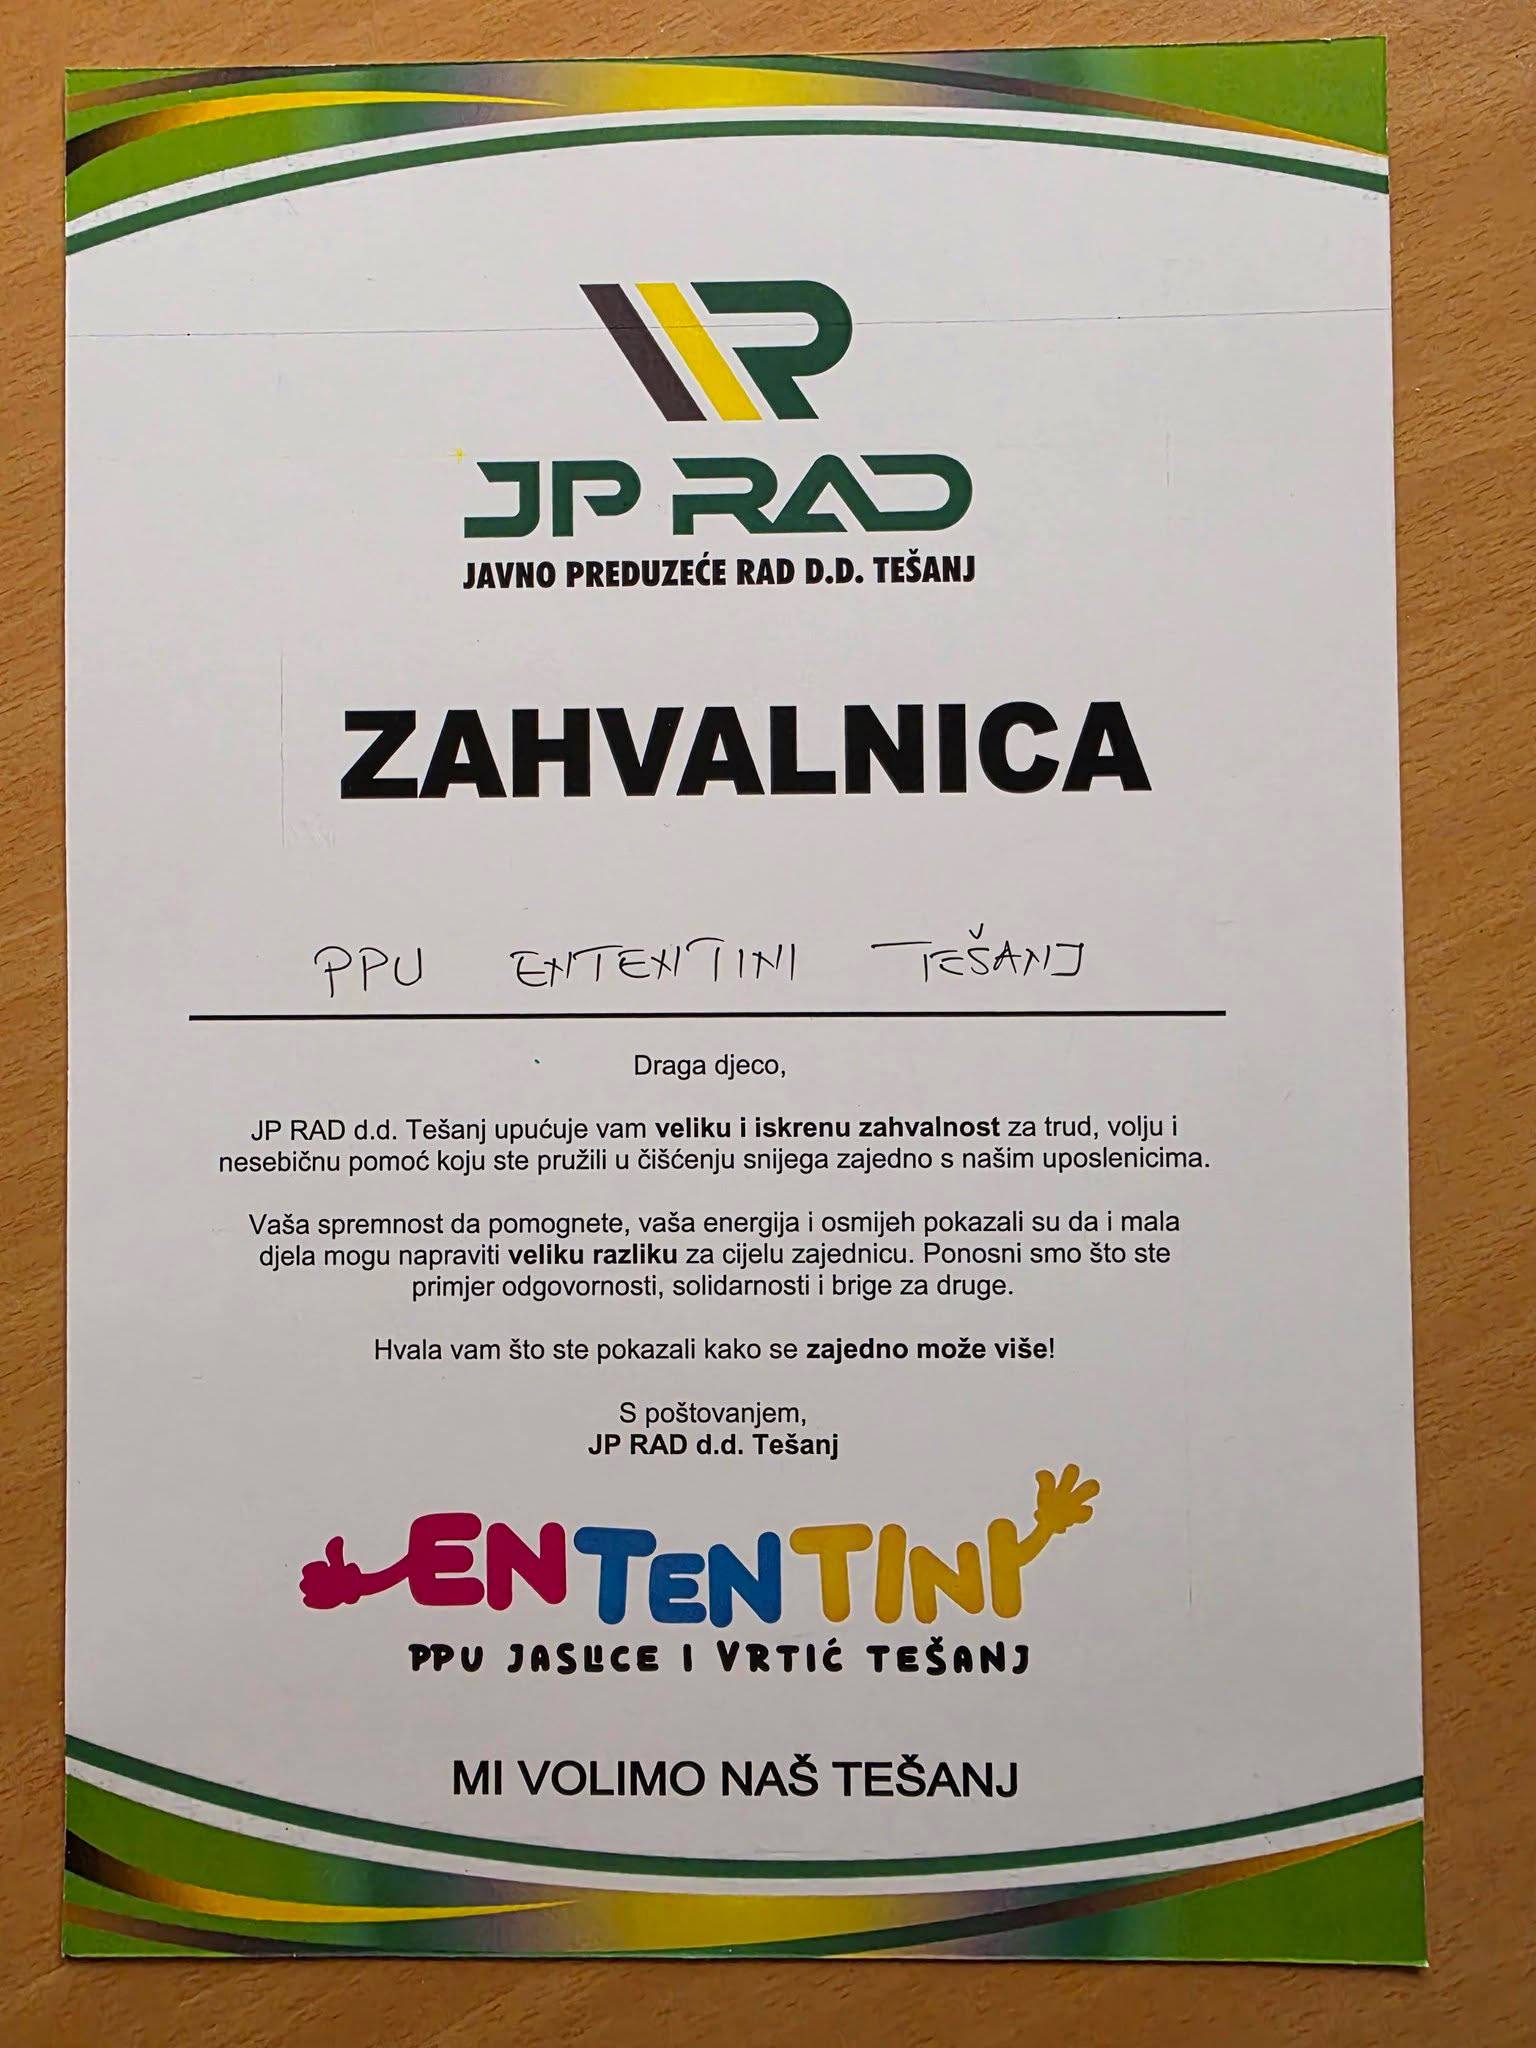 JP RAD
JAVNO PREDUZEĆE RAD D.D. TEŠANJ
ZAHVALNICA
PPU ENTENTINI TEŠANJ
Draga djeco,
JP RAD d.d. Tešanj upućuje vam veliku i iskrenu zahvalnost za trud, volju i
nesebičnu pomoć koju ste pružili u čišćenju snijega zajedno s našim uposlenicima.
Vaša spremnost da pomognete, vaša energija i osmijeh pokazali su da i mala
djela mogu napraviti veliku razliku za cijelu zajednicu. Ponosni smo što ste
primjer odgovornosti, solidarnosti i brige za druge.
Hvala vam što ste pokazali kako se zajedno može više!
S poštovanjem,
JP RAD d.d. Tešanj
ENTENTINI
PPU JASLICE I VRTIĆ TEŠANJ
MI VOLIMO NAŠ TEŠANJ